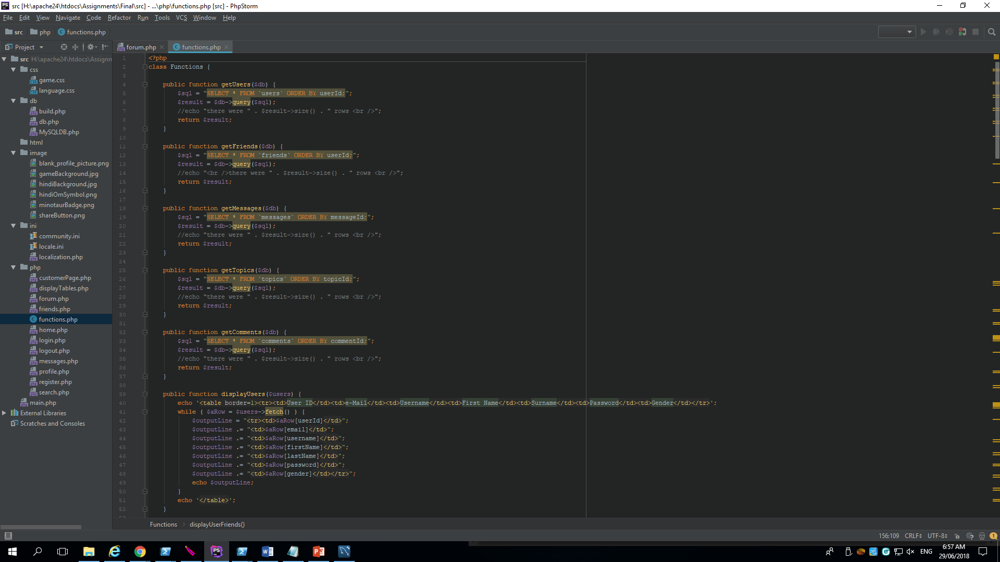 src [H:\apache24\htdocs\Assignments\Final\src] - ...\php\functions.php [src] - PhpStorm
File Edit View Navigate Code Refactor Run Tools VCS Window Help
src php functions.php
Project
forum.php functions.php
src H:\apache24\htdocs\Assignm
css
game.css
language.css
db
build.php
db.php
MySQLDB.php
html
image
blank_profile_picture.png
gameBackground.jpg
hindiBackground.jpg
hindiOmSymbol.png
minotaurBadge.png
shareButton.png
ini
community.ini
locale.ini
localization.php
php
customerPage.php
displayTables.php
forum.php
friends.php
functions.php
home.php
login.php
logout.php
messages.php
profile.php
register.php
search.php
main.php
External Libraries
Scratches and Consoles
1 <?php
2 class Functions {
3
4 public function getUsers($db) {
5 $sql = "SELECT * FROM `users` ORDER BY userId;";
6 $result = $db->query($sql);
7 //echo "there were " . $result->size() . " rows <br />";
8 return $result;
9 }
10
11 public function getFriends($db) {
12 $sql = "SELECT * FROM `friends` ORDER BY userId;";
13 $result = $db->query($sql);
14 //echo "<br />there were " . $result->size() . " rows <br />";
15 return $result;
16 }
17
18 public function getMessages($db) {
19 $sql = "SELECT * FROM `messages` ORDER BY messageId;";
20 $result = $db->query($sql);
21 //echo "there were " . $result->size() . " rows <br />";
22 return $result;
23 }
24
25 public function getTopics($db) {
26 $sql = "SELECT * FROM `topics` ORDER BY topicId;";
27 $result = $db->query($sql);
28 //echo "there were " . $result->size() . " rows <br />";
29 return $result;
30 }
31
32 public function getComments($db) {
33 $sql = "SELECT * FROM `comments` ORDER BY commentId;";
34 $result = $db->query($sql);
35 //echo "there were " . $result->size() . " rows <br />";
36 return $result;
37 }
38
39 public function displayUsers($users) {
40 echo '<table border=1><tr><td>User ID</td><td>e-Mail</td><td>Username</td><td>First Name</td><td>Surname</td><td>Password</td><td>Gender</td></tr>';
41 while ( $aRow = $users->fetch() ) {
42 $outputLine = "<tr><td>$aRow[userId]</td>";
43 $outputLine .= "<td>$aRow[email]</td>";
44 $outputLine .= "<td>$aRow[username]</td>";
45 $outputLine .= "<td>$aRow[firstName]</td>";
46 $outputLine .= "<td>$aRow[lastName]</td>";
47 $outputLine .= "<td>$aRow[password]</td>";
48 $outputLine .= "<td>$aRow[gender]</td></tr>";
49 echo $outputLine;
50 }
51 echo '</table>';
52 }
Functions displayUserFriends()
156:109 CRLF UTF-8
1
ENG
6:57 AM
29/06/2018